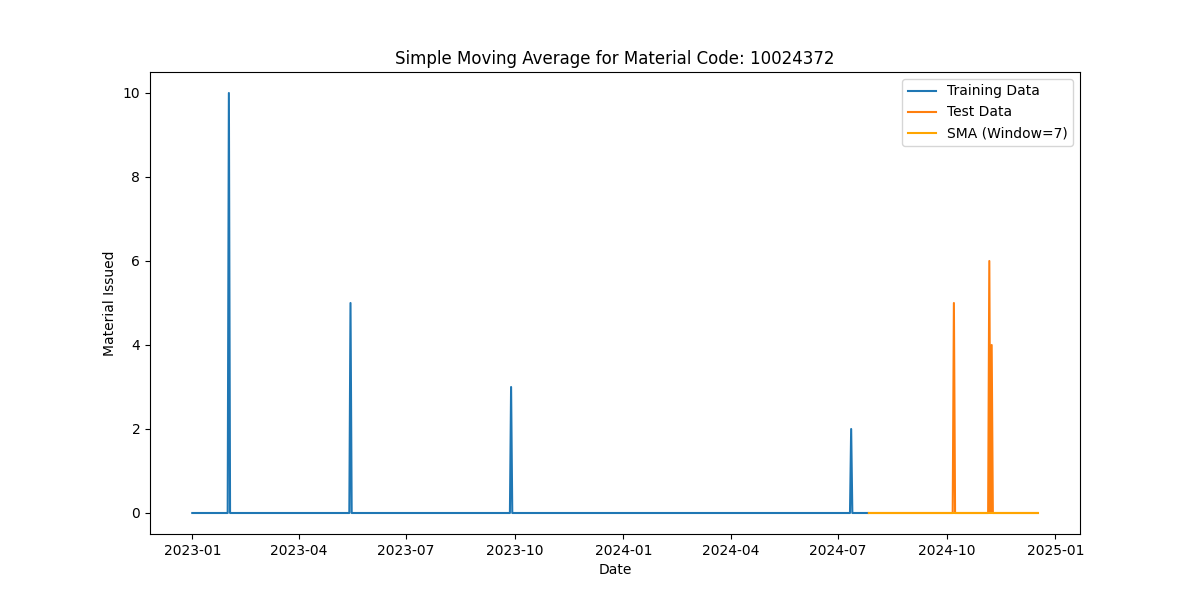 Simple Moving Average for Material Code: 10024372
Training Data
Test Data
SMA (Window=7)
Material Issued
10
8
6
4
2
0
2023-01 2023-04 2023-07 2023-10 2024-01 2024-04 2024-07 2024-10 2025-01
Date